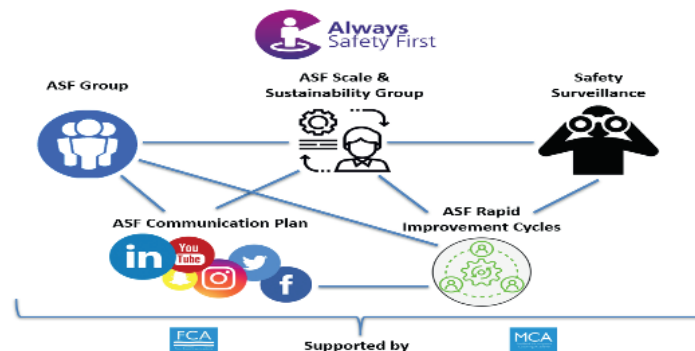 Always
Safety First
ASF Group
ASF Scale &
Sustainability Group
Safety
Surveillance
ASF Communication Plan
ASF Rapid
Improvement Cycles
in
You
Tube
f
FCA
MCA
Supported by